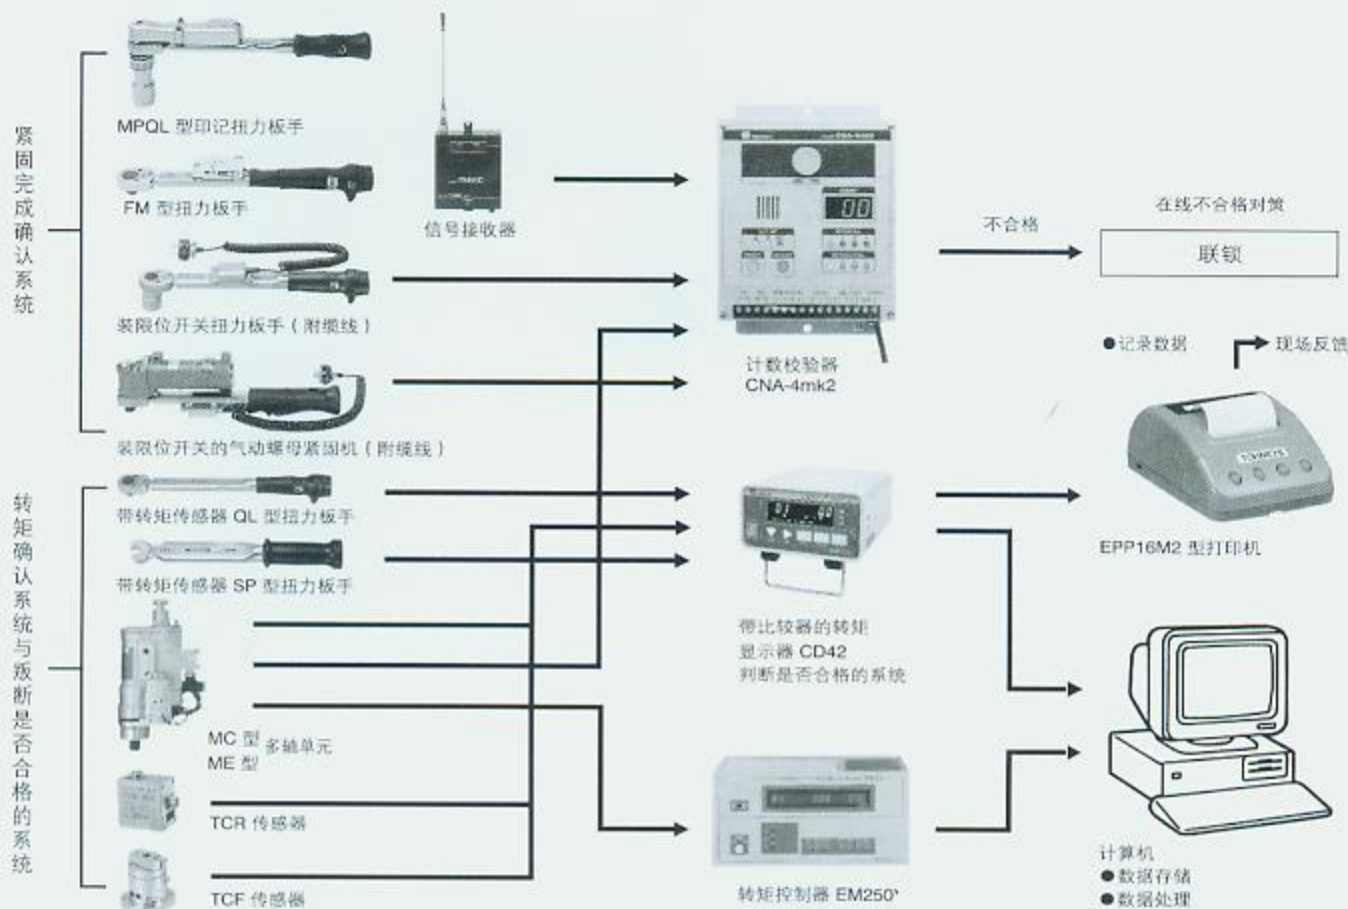 紧固完成确认系统
MPQL 型印记扭力板手
FM 型扭力板手
装限位开关扭力板手（附缆线）
装限位开关的气动螺母紧固机（附缆线）
信号接收器
计数校验器
CNA-4mk2
不合格
在线不合格对策
联锁
●记录数据
现场反馈
EPP16M2 型打印机
转矩确认系统与叛断是否合格的系统
带转矩传感器 QL 型扭力板手
带转矩传感器 SP 型扭力板手
MC 型
ME 型
多轴单元
TCR 传感器
TCF 传感器
带比较器的转矩
显示器 CD42
判断是否合格的系统
转矩控制器 EM250
计算机
●数据存储
●数据处理
00
TOHNICHI